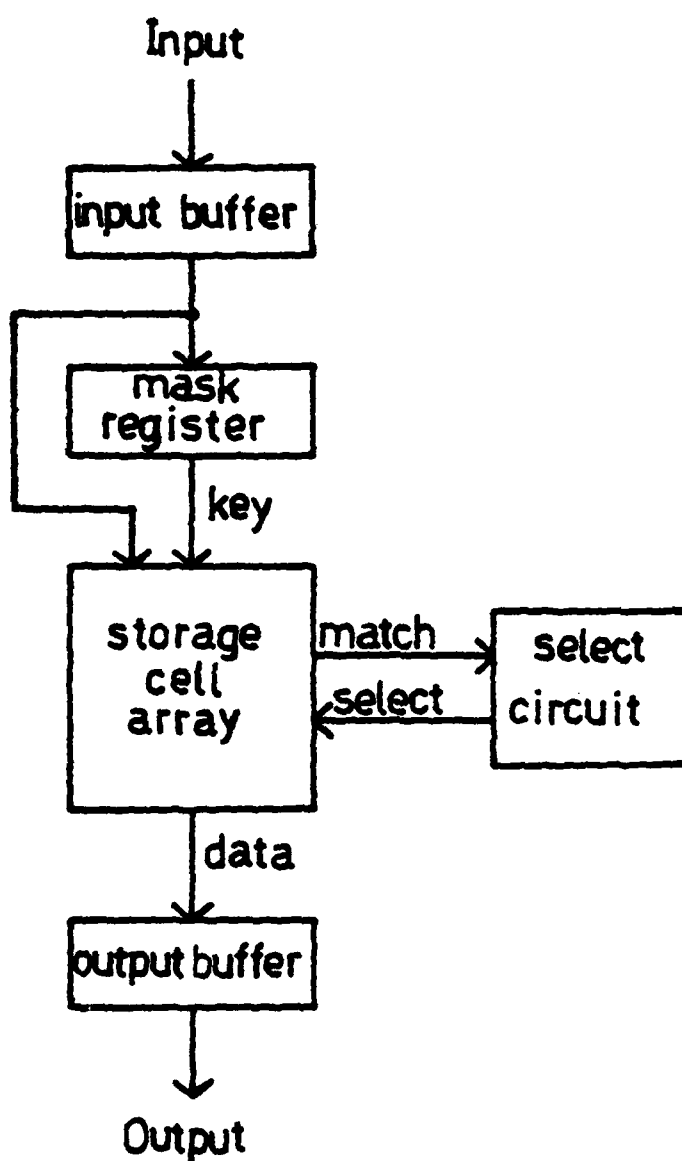 Input
input buffer
mask
register
key
storage
cell
array
match
select
select
circuit
data
output buffer
Output